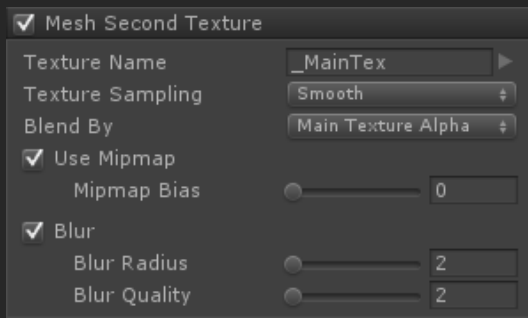 Mesh Second Texture
Texture Name _MainTex
Texture Sampling Smooth
Blend By Main Texture Alpha
Use Mipmap
Mipmap Bias 0
Blur
Blur Radius 2
Blur Quality 2